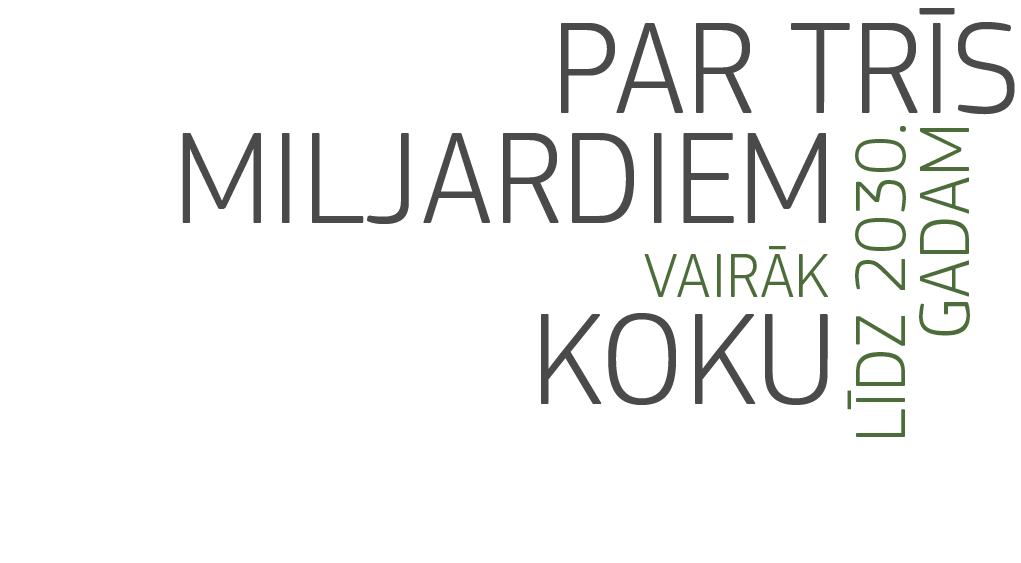 PAR TRĪS
MILJARDIEM
VAIRĀK
KOKU
LĪDZ 2030.
GADAM